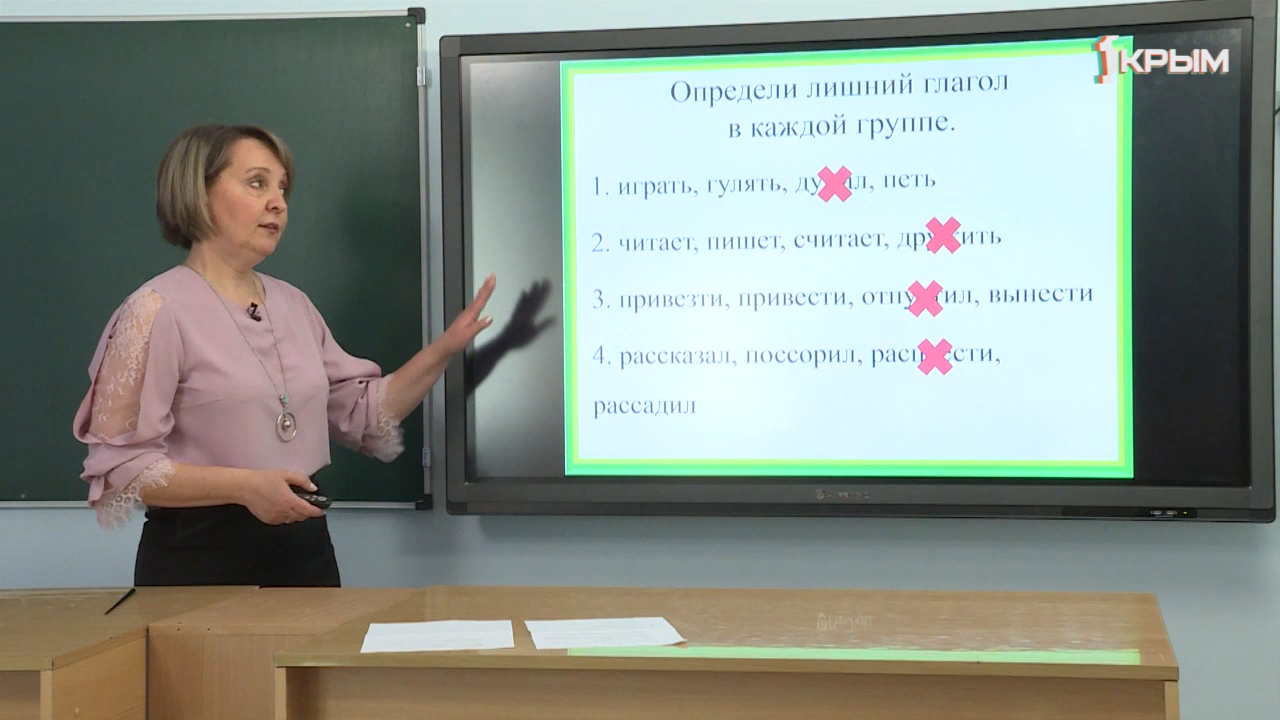 1КРЫМ
Определи лишний глагол
в каждой группе.
1. играть, гулять, петь
2. читает, пишет, считает,
3. привезти, привести, вынести
4. рассказал, поссорил,
рассадил